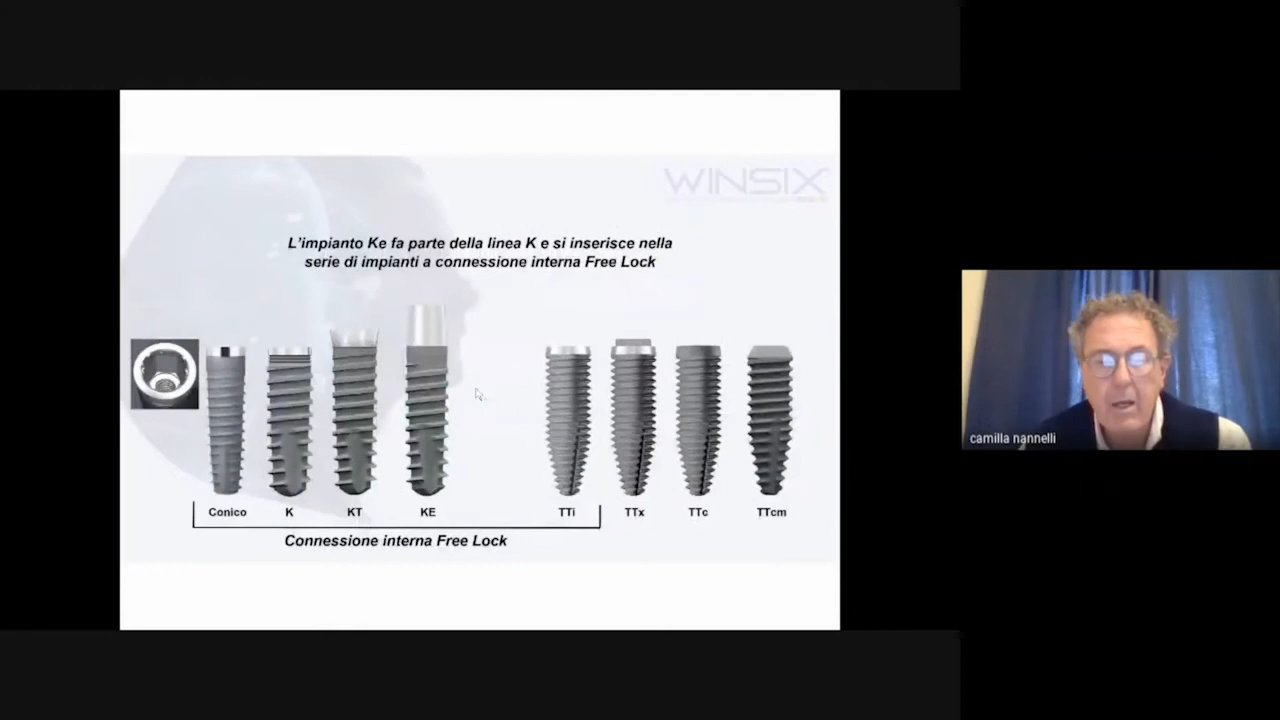 WINSIX
L'impianto Ke fa parte della linea K e si inserisce nella
serie di impianti a connessione interna Free Lock
Conico K KT KE TTi TTx TTc TTcm
Connessione interna Free Lock
camilla nannelli